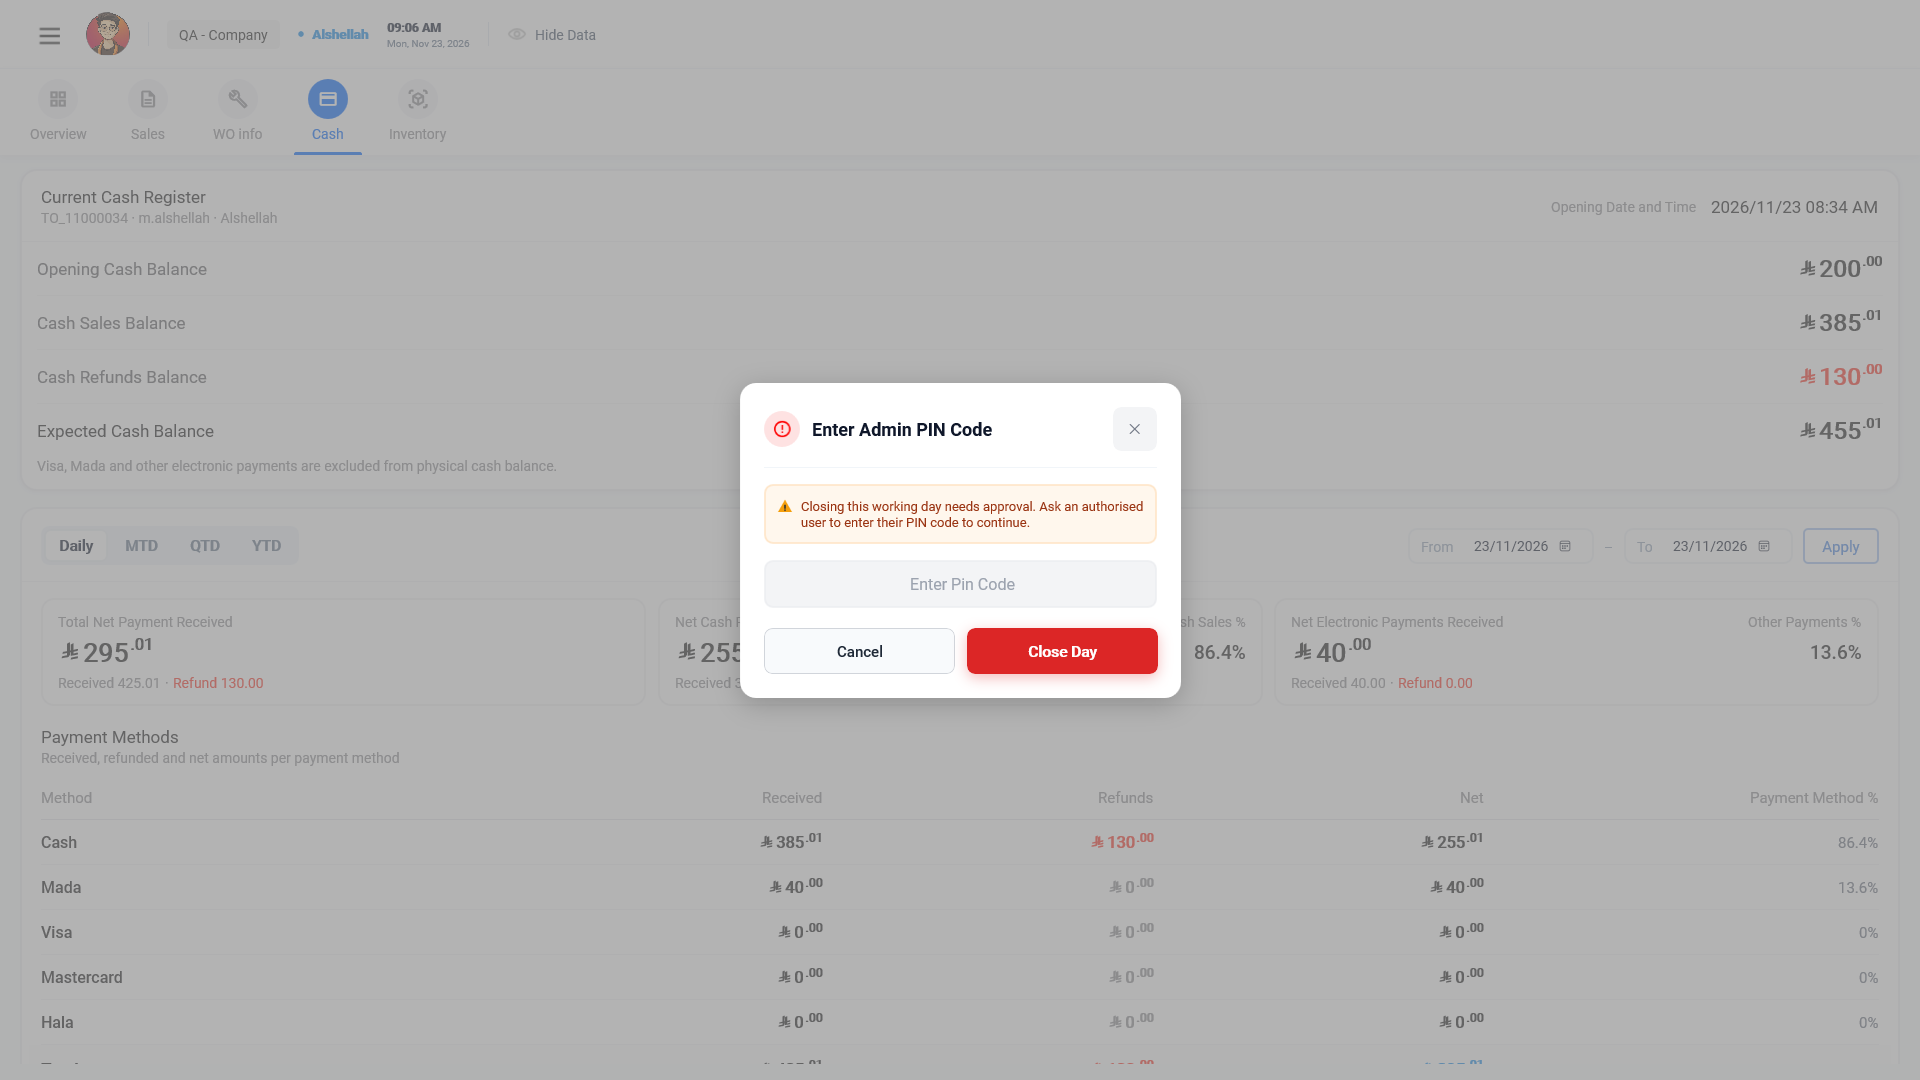 QA - Company
Alshellah
09:06 AM
Mon, Nov 23, 2026
Hide Data
Overview
Sales
WO info
Cash
Inventory
Current Cash Register
TO_11000034 · m.alshellah · Alshellah
Opening Date and Time 2026/11/23 08:34 AM
Opening Cash Balance 200.00
Cash Sales Balance 385.01
Cash Refunds Balance 130.00
Expected Cash Balance 455.01
Visa, Mada and other electronic payments are excluded from physical cash balance.
Enter Admin PIN Code
Closing this working day needs approval. Ask an authorised
user to enter their PIN code to continue.
Enter Pin Code
Cancel
Close Day
Daily MTD QTD YTD
From 23/11/2026 – To 23/11/2026 Apply
Total Net Payment Received
295.01
Received 425.01 · Refund 130.00
Net Cash
255
Received
Sales %
86.4%
Net Electronic Payments Received
Other Payments %
40.00
13.6%
Received 40.00 · Refund 0.00
Payment Methods
Received, refunded and net amounts per payment method
Method Received Refunds Net Payment Method %
Cash 385.01 130.00 255.01 86.4%
Mada 40.00 0.00 40.00 13.6%
Visa 0.00 0.00 0.00 0%
Mastercard 0.00 0.00 0.00 0%
Hala 0.00 0.00 0.00 0%